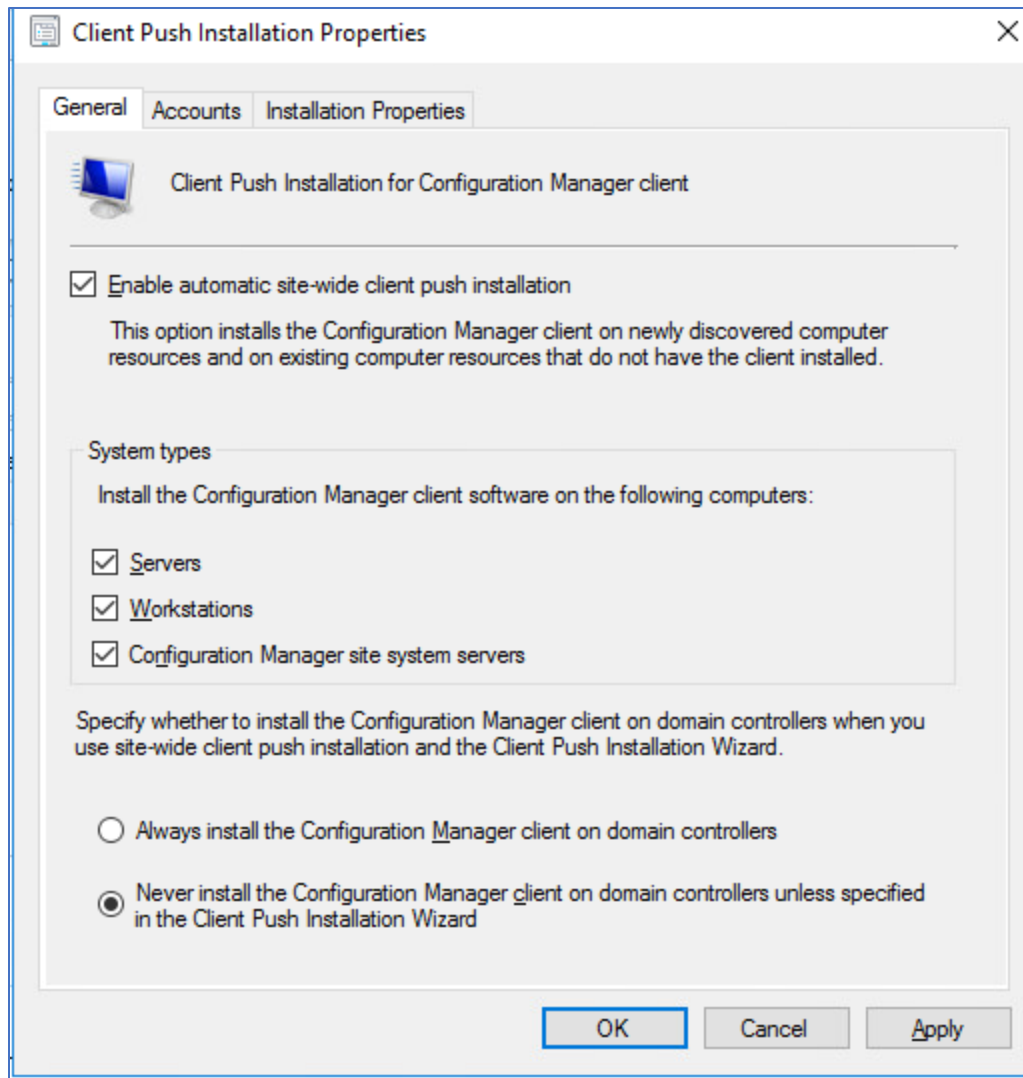 Client Push Installation Properties
General
Accounts
Installation Properties
Client Push Installation for Configuration Manager client
Enable automatic site-wide client push installation
This option installs the Configuration Manager client on newly discovered computer
resources and on existing computer resources that do not have the client installed.
System types
Install the Configuration Manager client software on the following computers:
Servers
Workstations
Configuration Manager site system servers
Specify whether to install the Configuration Manager client on domain controllers when you
use site-wide client push installation and the Client Push Installation Wizard.
Always install the Configuration Manager client on domain controllers
Never install the Configuration Manager client on domain controllers unless specified
in the Client Push Installation Wizard
OK
Cancel
Apply